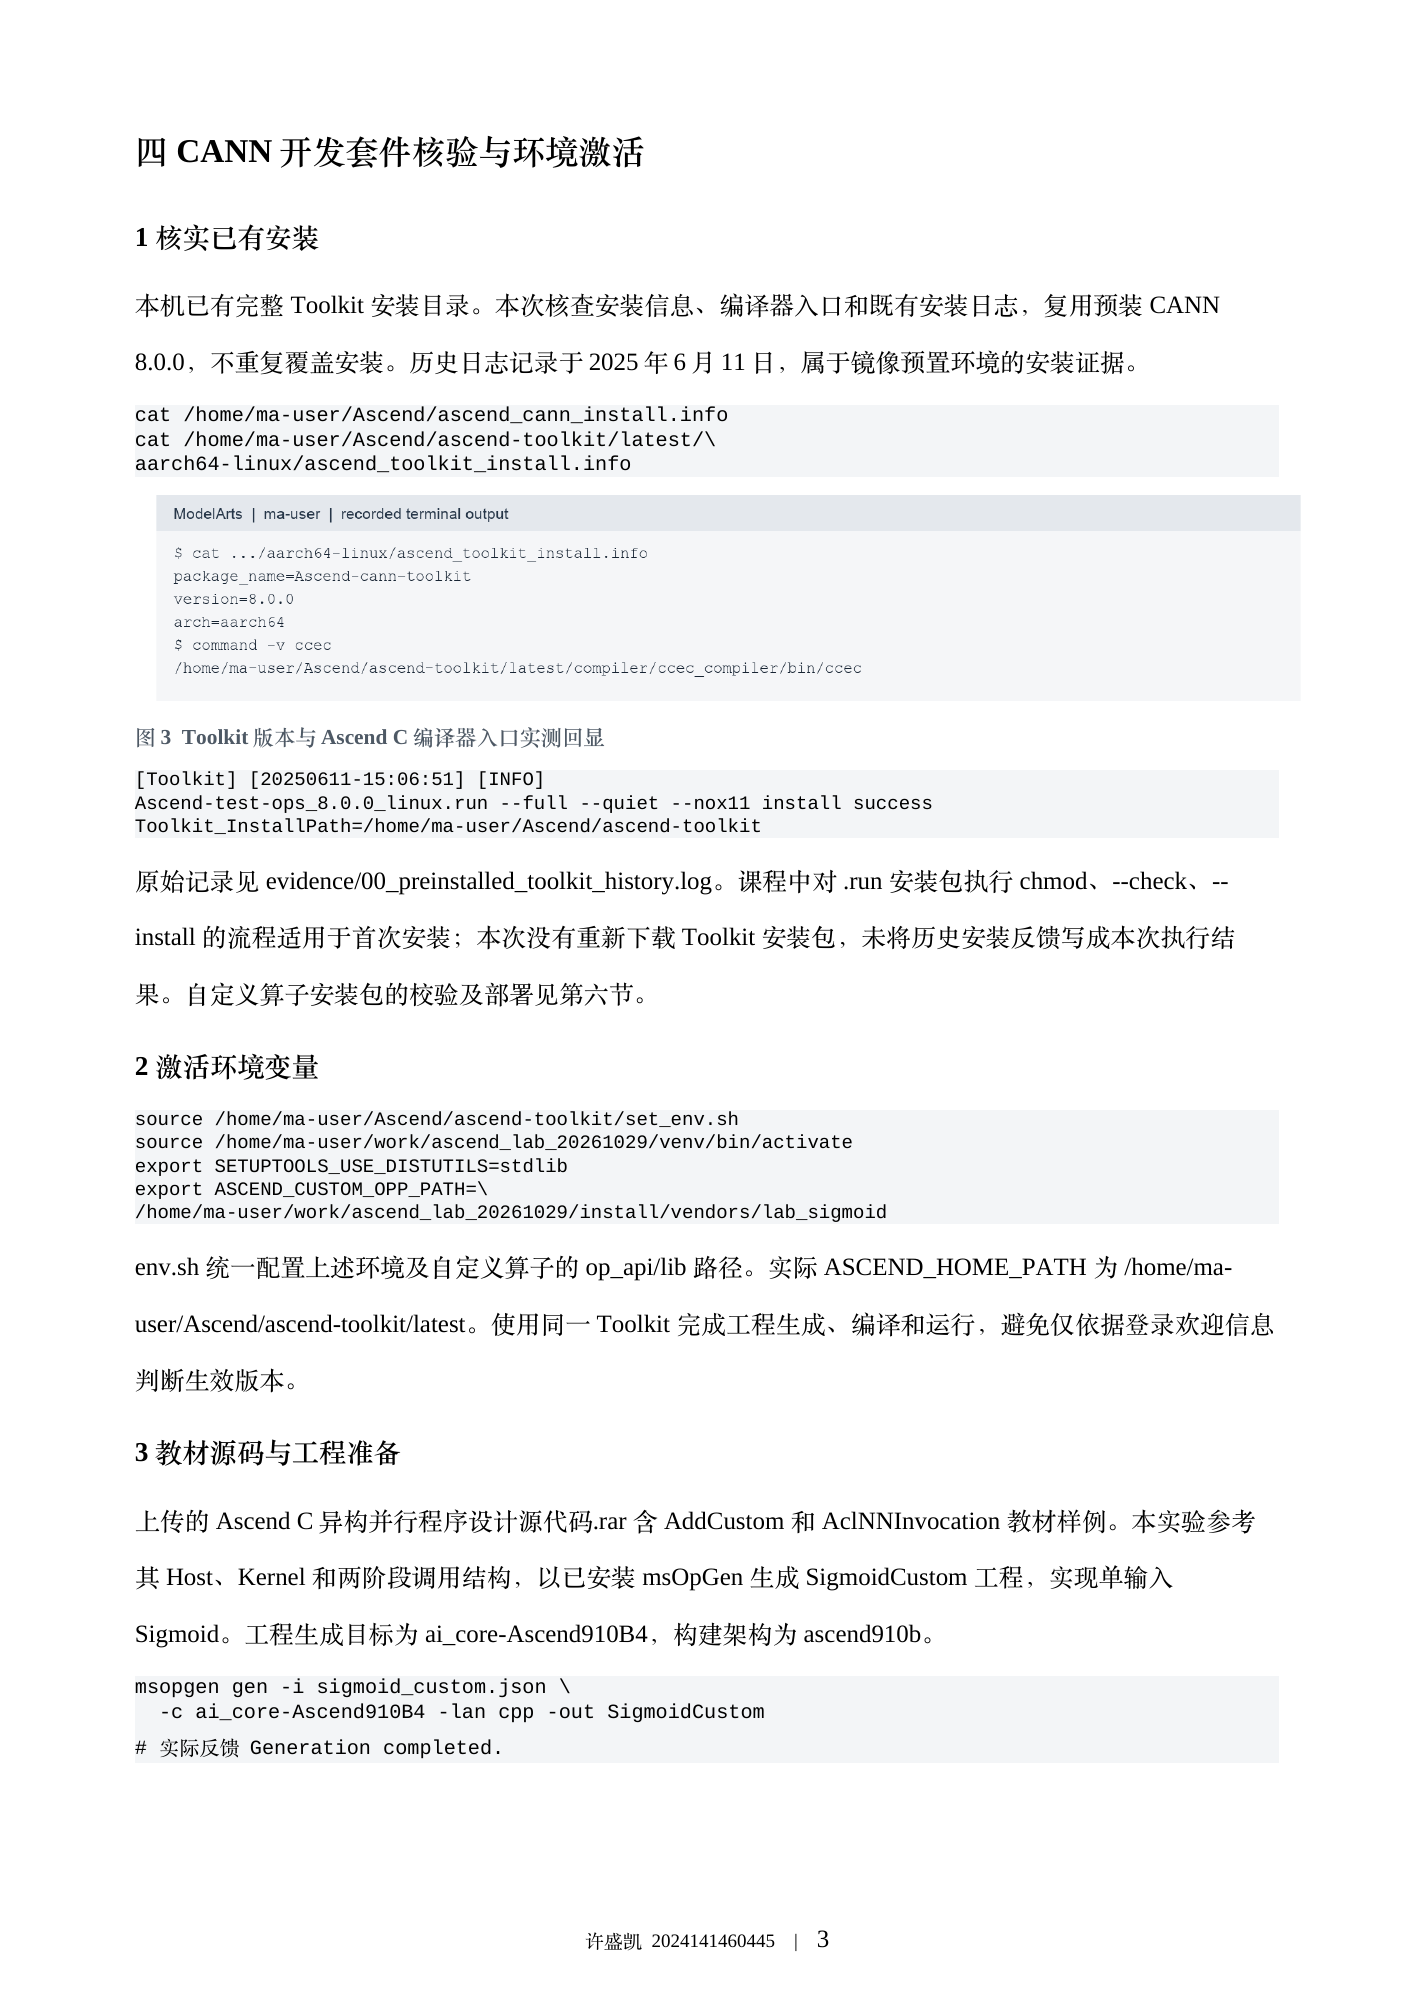 四 CANN 开发套件核验与环境激活
1 核实已有安装
本机已有完整 Toolkit 安装目录。本次核查安装信息、编译器入口和既有安装日志，复用预装 CANN
8.0.0，不重复覆盖安装。历史日志记录于 2025 年 6 月 11 日，属于镜像预置环境的安装证据。
cat /home/ma-user/Ascend/ascend_cann_install.info
cat /home/ma-user/Ascend/ascend-toolkit/latest/\
aarch64-linux/ascend_toolkit_install.info
ModelArts | ma-user | recorded terminal output
$ cat .../aarch64-linux/ascend_toolkit_install.info
package_name=Ascend-cann-toolkit
version=8.0.0
arch=aarch64
$ command -v ccec
/home/ma-user/Ascend/ascend-toolkit/latest/compiler/ccec_compiler/bin/ccec
图 3 Toolkit 版本与 Ascend C 编译器入口实测回显
[Toolkit] [20250611-15:06:51] [INFO]
Ascend-test-ops_8.0.0_linux.run --full --quiet --nox11 install success
Toolkit_InstallPath=/home/ma-user/Ascend/ascend-toolkit
原始记录见 evidence/00_preinstalled_toolkit_history.log。课程中对 .run 安装包执行 chmod、--check、--
install 的流程适用于首次安装；本次没有重新下载 Toolkit 安装包，未将历史安装反馈写成本次执行结
果。自定义算子安装包的校验及部署见第六节。
2 激活环境变量
source /home/ma-user/Ascend/ascend-toolkit/set_env.sh
source /home/ma-user/work/ascend_lab_20261029/venv/bin/activate
export SETUPTOOLS_USE_DISTUTILS=stdlib
export ASCEND_CUSTOM_OPP_PATH=\
/home/ma-user/work/ascend_lab_20261029/install/vendors/lab_sigmoid
env.sh 统一配置上述环境及自定义算子的 op_api/lib 路径。实际 ASCEND_HOME_PATH 为 /home/ma-
user/Ascend/ascend-toolkit/latest。使用同一 Toolkit 完成工程生成、编译和运行，避免仅依据登录欢迎信息
判断生效版本。
3 教材源码与工程准备
上传的 Ascend C 异构并行程序设计源代码.rar 含 AddCustom 和 AclNNInvocation 教材样例。本实验参考
其 Host、Kernel 和两阶段调用结构，以已安装 msOpGen 生成 SigmoidCustom 工程，实现单输入
Sigmoid。工程生成目标为 ai_core-Ascend910B4，构建架构为 ascend910b。
msopgen gen -i sigmoid_custom.json \
-c ai_core-Ascend910B4 -lan cpp -out SigmoidCustom
# 实际反馈 Generation completed.
许盛凯 2024141460445 | 3